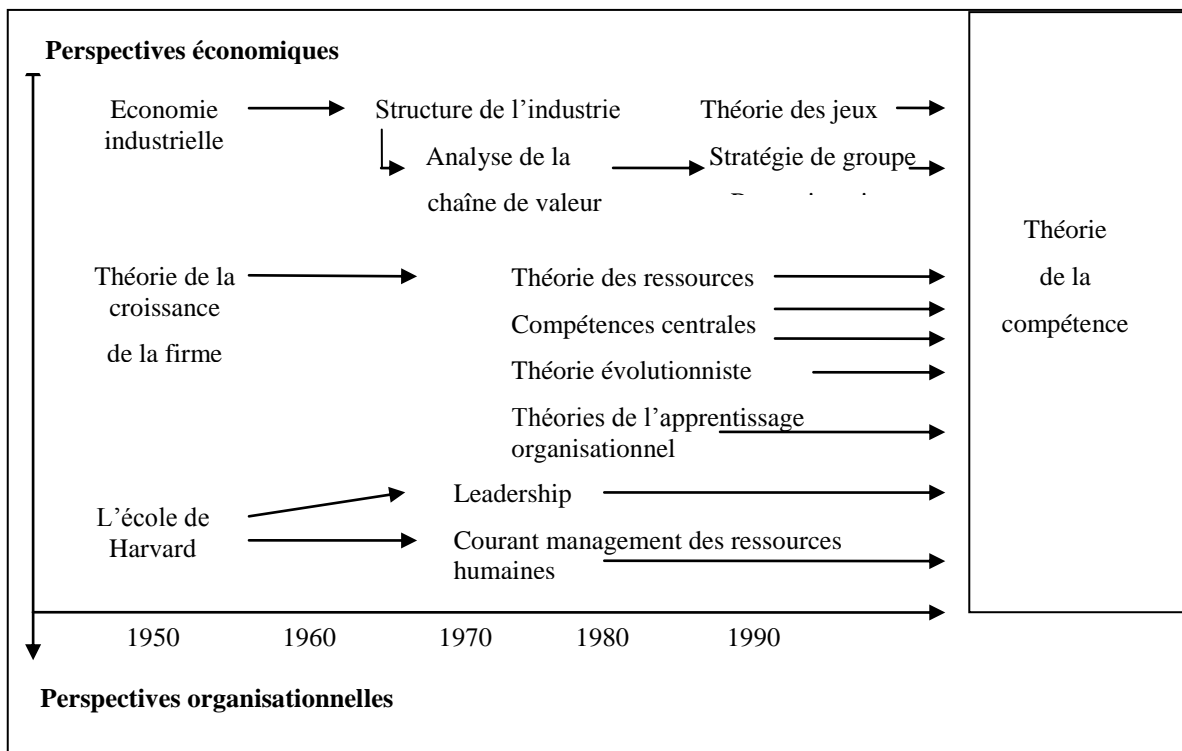 Perspectives économiques
Economie
industrielle
Structure de l’industrie
Théorie des jeux
Analyse de la
chaîne de valeur
Stratégie de groupe
Théorie de la
croissance
de la firme
Théorie des ressources
Compétences centrales
Théorie évolutionniste
Théories de l’apprentissage
organisationnel
L’école de
Harvard
Leadership
Courant management des ressources
humaines
Théorie
de la
compétence
1950 1960 1970 1980 1990
Perspectives organisationnelles